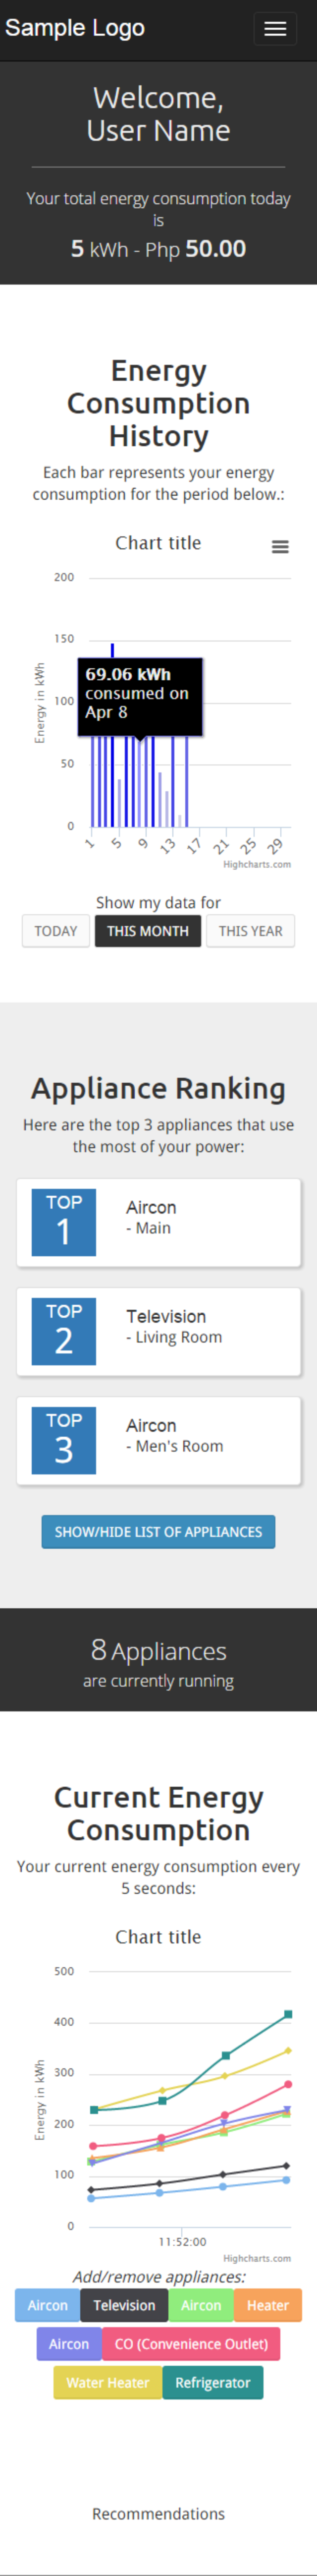 Sample Logo
Welcome,
User Name
Your total energy consumption today
is
5 kWh - Php 50.00
Energy
Consumption
History
Each bar represents your energy
consumption for the period below.:
Chart title
200
150
100
50
0
Energy in kWh
69.06 kWh
consumed on
Apr 8
1 5 9 13 17 21 25 29
Highcharts.com
Show my data for
TODAY THIS MONTH THIS YEAR
Appliance Ranking
Here are the top 3 appliances that use
the most of your power:
TOP
1
Aircon
- Main
TOP
2
Television
- Living Room
TOP
3
Aircon
- Men's Room
SHOW/HIDE LIST OF APPLIANCES
8 Appliances
are currently running
Current Energy
Consumption
Your current energy consumption every
5 seconds:
Chart title
500
400
300
200
100
0
Energy in kWh
11:52:00
Highcharts.com
Add/remove appliances:
Aircon Television Aircon Heater
Aircon CO (Convenience Outlet)
Water Heater Refrigerator
Recommendations